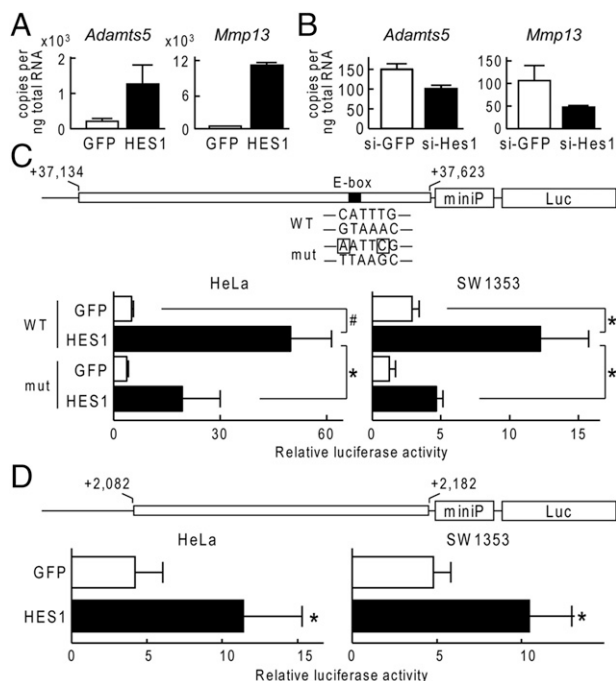 A
B
×10³ Adamts5
×10³ Mmp13
copies per ng total RNA
2
1
0
12
6
0
GFP HES1
GFP HES1
Adamts5
Mmp13
copies per ng total RNA
150
100
50
0
150
100
50
0
si-GFP si-Hes1
si-GFP si-Hes1
C
+37,134
+37,623
E-box
miniP
Luc
WT
—CATTTG—
—GTAAAC—
mut
—AATTCG—
—TTAAGC—
HeLa
SW1353
WT
GFP
HES1
mut
GFP
HES1
#
*
*
*
0 30 60
0 5 10 15
Relative luciferase activity
D
+2,082
+2,182
miniP
Luc
HeLa
SW1353
GFP
HES1
*
*
0 5 10 15
0 5 10
Relative luciferase activity